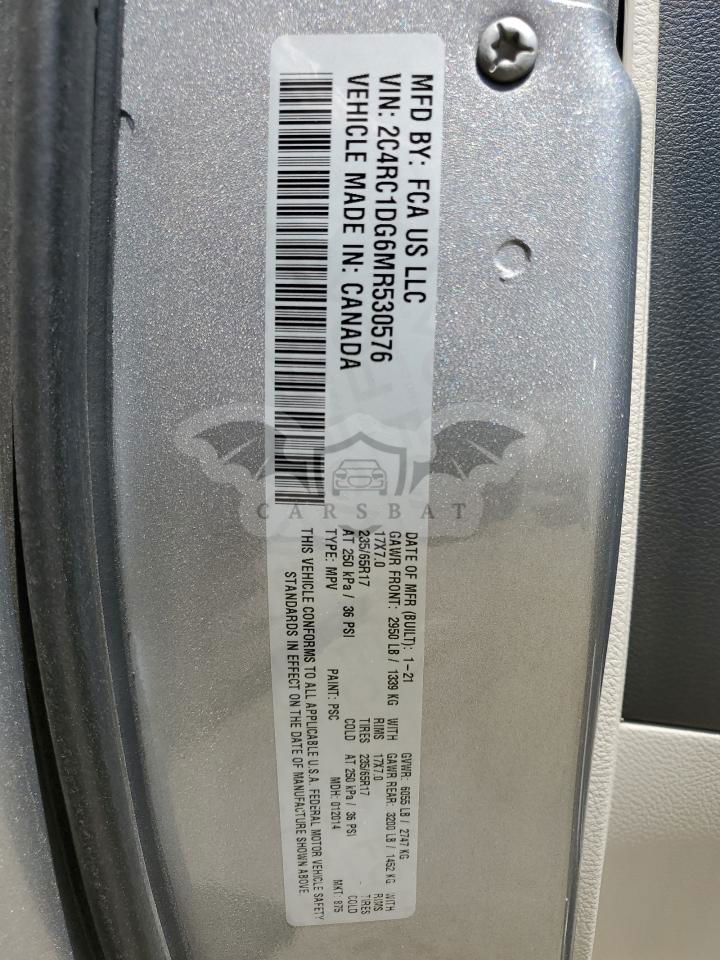 MFD BY: FCA US LLC
VIN: 2C4RC1DG6MR530576
VEHICLE MADE IN: CANADA
DATE OF MFR (BUILT): 1-21 GVWR: 6055 LB / 2747 KG
GAWR FRONT: 2950 LB / 1339 KG WITH GAWR REAR: 3200 LB / 1452 KG WITH
17X7.0 RIMS 17X7.0 RIMS
235/65R17 TIRES 235/65R17 TIRES
AT 250 kPa / 36 PSI COLD AT 250 kPa / 36 PSI COLD
TYPE: MPV PAINT: PSC MDH: 012014 MKT: 875
THIS VEHICLE CONFORMS TO ALL APPLICABLE U.S.A. FEDERAL MOTOR VEHICLE SAFETY
STANDARDS IN EFFECT ON THE DATE OF MANUFACTURE SHOWN ABOVE
CARSBAT